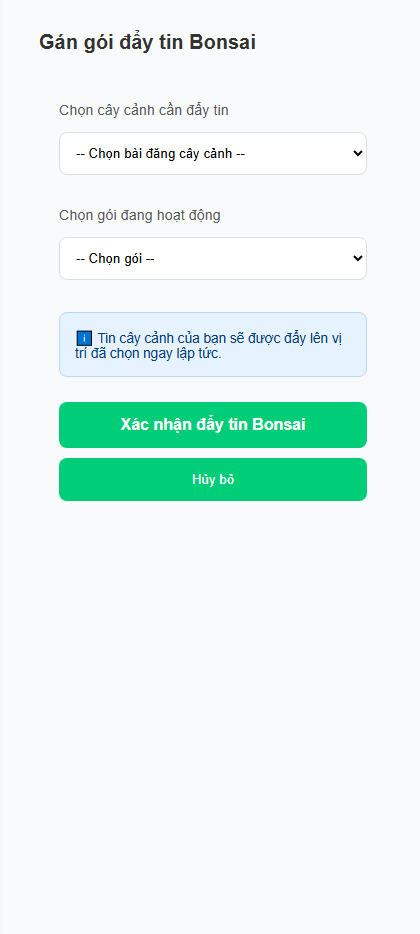 Gán gói đẩy tin Bonsai
Chọn cây cảnh cần đẩy tin
-- Chọn bài đăng cây cảnh --
Chọn gói đang hoạt động
-- Chọn gói --
ℹ️ Tin cây cảnh của bạn sẽ được đẩy lên vị
trí đã chọn ngay lập tức.
Xác nhận đẩy tin Bonsai
Hủy bỏ